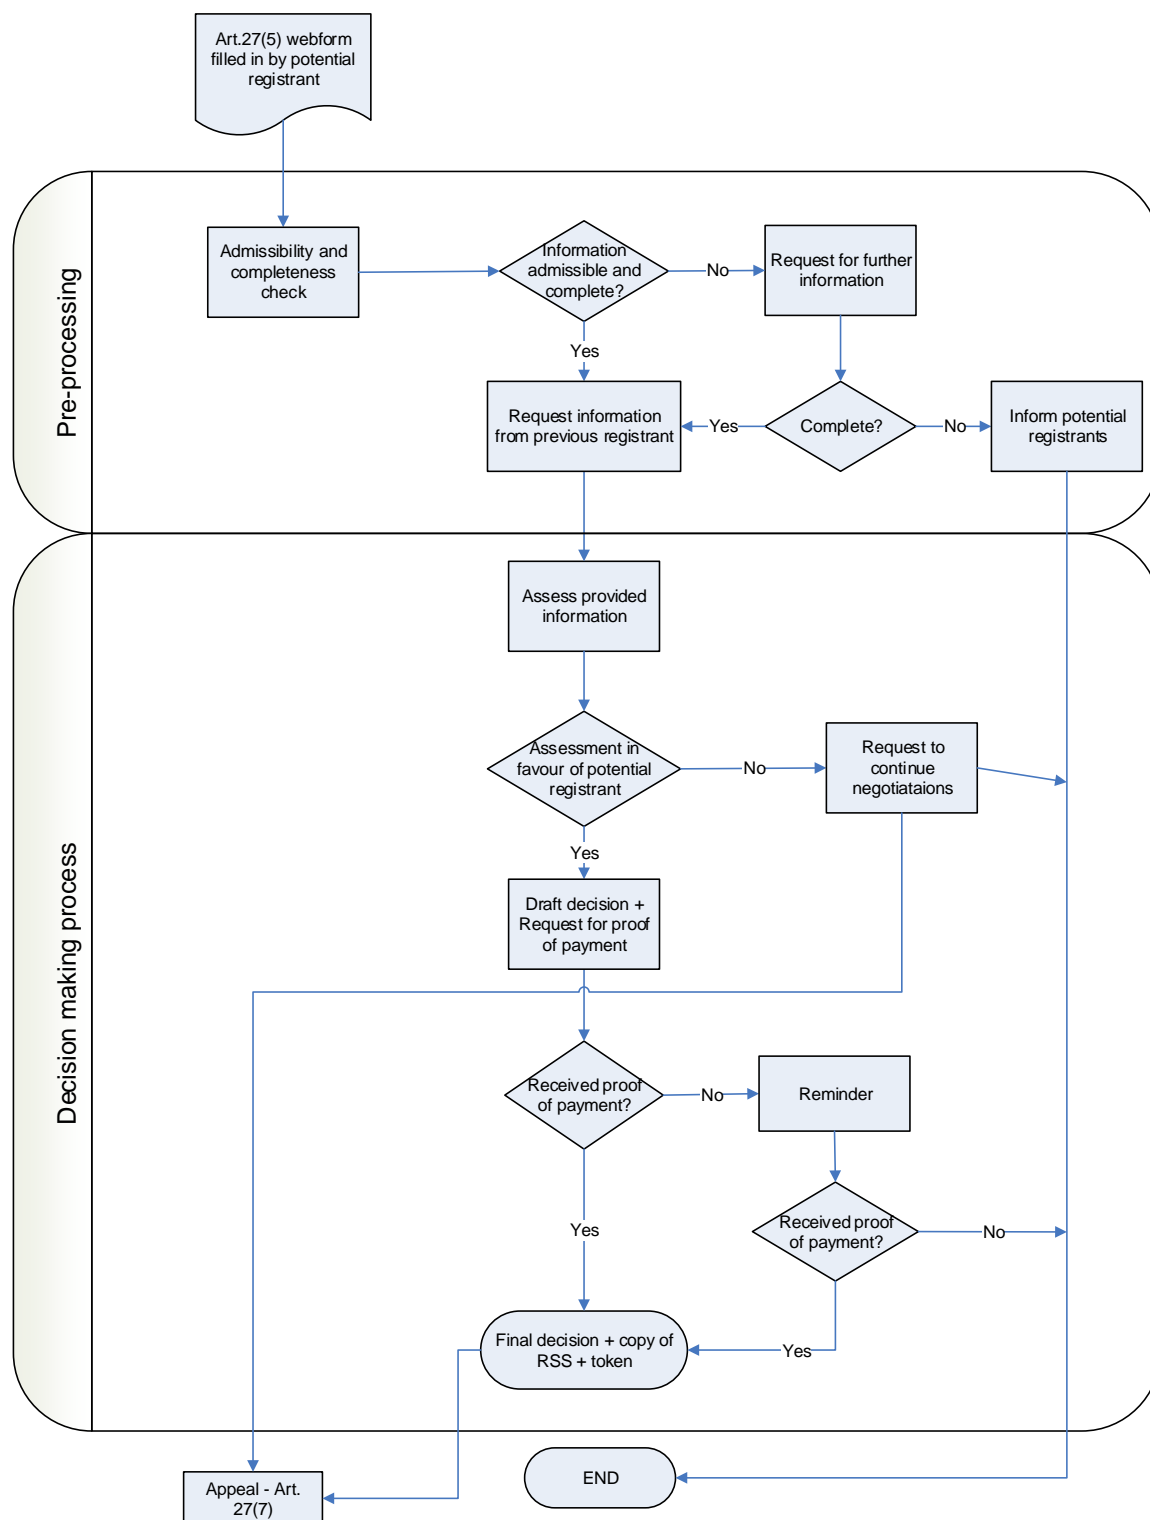 Art.27(5) webform
filled in by potential
registrant
Pre-processing
Admissibility and
completeness
check
Information
admissible and
complete?
No
Request for further
information
Yes
Request information
from previous registrant
Yes
Complete?
No
Inform potential
registrants
Decision making process
Assess provided
information
Assessment in
favour of potential
registrant
No
Request to
continue
negotiataions
Yes
Draft decision +
Request for proof
of payment
Received proof
of payment?
No
Reminder
Yes
Received proof
of payment?
No
Final decision + copy of
RSS + token
Yes
Appeal - Art.
27(7)
END